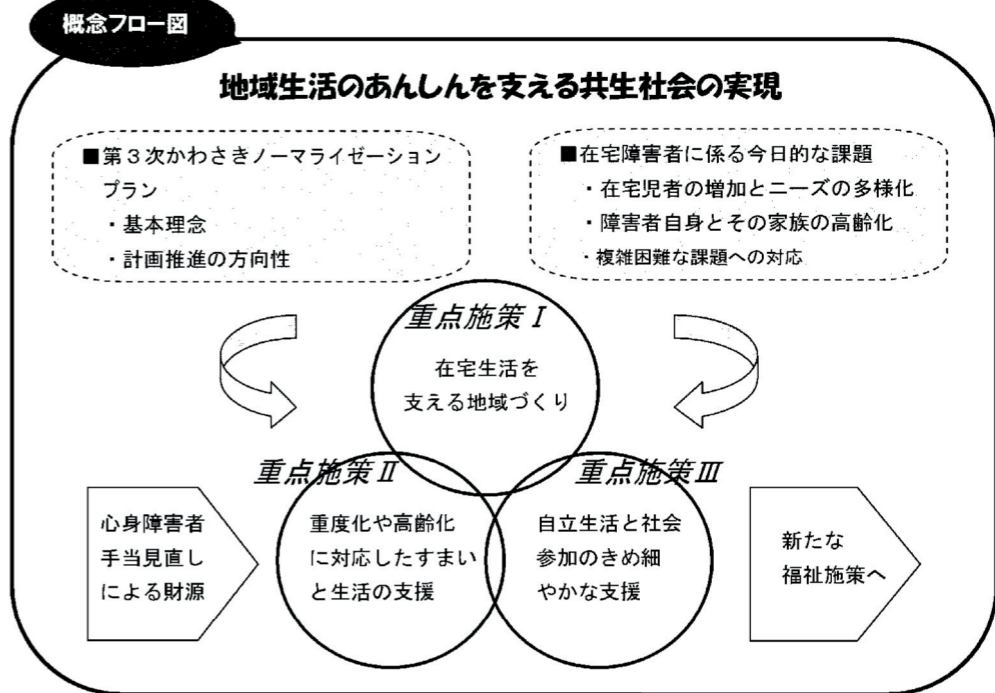 概念フロー図
地域生活のあんしんを支える共生社会の実現
■第３次かわさきノーマライゼーション
プラン
・基本理念
・計画推進の方向性
■在宅障害者に係る今日的な課題
・在宅児者の増加とニーズの多様化
・障害者自身とその家族の高齢化
・複雑困難な課題への対応
重点施策Ⅰ
在宅生活を
支える地域づくり
重点施策Ⅱ
重度化や高齢化
に対応したすまい
と生活の支援
重点施策Ⅲ
自立生活と社会
参加のきめ細
やかな支援
心身障害者
手当見直し
による財源
新たな
福祉施策へ